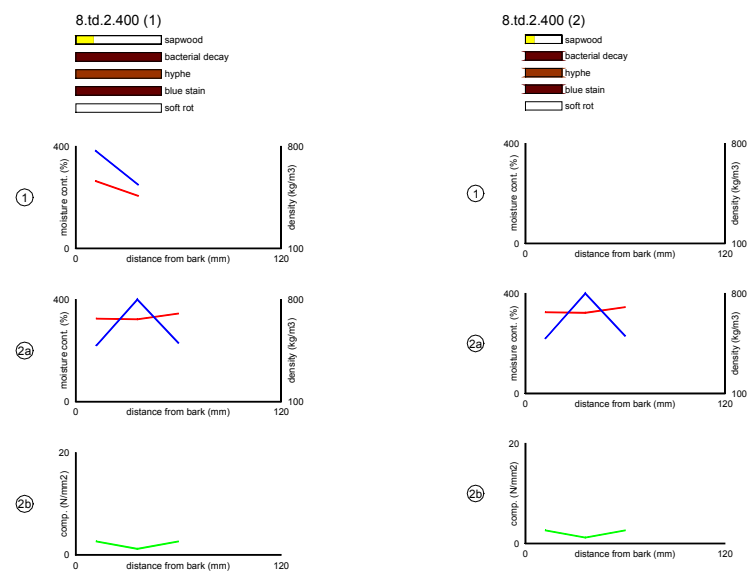 8.td.2.400 (1)
sapwood
bacterial decay
hyphe
blue stain
soft rot
1
moisture cont. (%)
400
0
800
100
density (kg/m3)
0
distance from bark (mm)
120
2a
moisture cont. (%)
400
0
800
100
density (kg/m3)
0
distance from bark (mm)
120
2b
comp. (N/mm2)
20
0
0
distance from bark (mm)
120
8.td.2.400 (2)
sapwood
bacterial decay
hyphe
blue stain
soft rot
1
moisture cont. (%)
400
0
800
100
density (kg/m3)
0
distance from bark (mm)
120
2a
moisture cont. (%)
400
0
800
100
density (kg/m3)
0
distance from bark (mm)
120
2b
comp. (N/mm2)
20
0
0
distance from bark (mm)
120